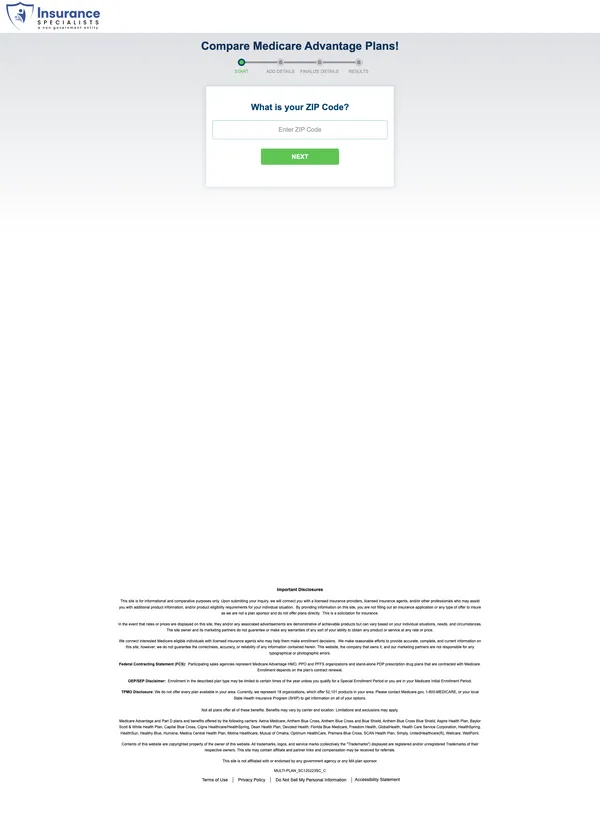 Insurance
SPECIALISTS
a non government entity
Compare Medicare Advantage Plans!
START ADD DETAILS FINALIZE DETAILS RESULTS
What is your ZIP Code?
Enter ZIP Code
NEXT
Important Disclosures
This site is for informational and comparative purposes only. Upon submitting your inquiry, we will connect you with a licensed insurance providers, licensed insurance agents, and/or other professionals who may assist
you with additional product information, and/or product eligibility requirements for your individual situation. By providing information on this site, you are not filling out an insurance application or any type of offer to insure
as we are not a plan sponsor and do not offer plans directly. This is a solicitation for insurance.
In the event that rates or prices are displayed on this site, they and/or any associated advertisements are demonstrative of achievable products but can vary based on your individual situations, needs, and circumstances.
The site owner and its marketing partners do not guarantee or make any warranties of any sort of your ability to obtain any product or service at any rate or price.
We connect interested Medicare eligible individuals with licensed insurance agents who may help them make enrollment decisions. We make reasonable efforts to provide accurate, complete, and current information on
this site; however, we do not guarantee the correctness, accuracy, or reliability of any information contained herein. This website, the company that owns it, and our marketing partners are not responsible for any
typographical or photographic errors.
Federal Contracting Statement (FCS): Participating sales agencies represent Medicare Advantage HMO, PPO and PFFS organizations and stand-alone PDP prescription drug plans that are contracted with Medicare.
Enrollment depends on the plan's contract renewal.
OEP/SEP Disclaimer: Enrollment in the described plan type may be limited to certain times of the year unless you qualify for a Special Enrollment Period or you are in your Medicare Initial Enrollment Period.
TPMO Disclosure: We do not offer every plan available in your area. Currently, we represent 18 organizations, which offer 52,101 products in your area. Please contact Medicare.gov, 1-800-MEDICARE, or your local
State Health Insurance Program (SHIP) to get information on all of your options.
Not all plans offer all of these benefits. Benefits may vary by carrier and location. Limitations and exclusions may apply.
Medicare Advantage and Part D plans and benefits offered by the following carriers: Aetna Medicare, Anthem Blue Cross, Anthem Blue Cross and Blue Shield, Anthem Blue Cross Blue Shield, Aspire Health Plan, Baylor
Scott & White Health Plan, Capital Blue Cross, Cigna Healthcare/HealthSpring, Dean Health Plan, Devoted Health, Florida Blue Medicare, Freedom Health, GlobalHealth, Health Care Service Corporation, HealthSpring,
HealthSun, Healthy Blue, Humana, Medica Central Health Plan, Molina Healthcare, Mutual of Omaha, Optimum HealthCare, Premera Blue Cross, SCAN Health Plan, Simply, UnitedHealthcare(R), Wellcare, WellPoint.
Contents of this website are copyrighted property of the owner of this website. All trademarks, logos, and service marks (collectively the "Trademarks") displayed are registered and/or unregistered Trademarks of their
respective owners. This site may contain affiliate and partner links and compensation may be received for referrals.
This site is not affiliated with or endorsed by any government agency or any MA plan sponsor.
MULTI-PLAN_SC120223SC_C
Terms of Use | Privacy Policy | Do Not Sell My Personal Information | Accessibility Statement